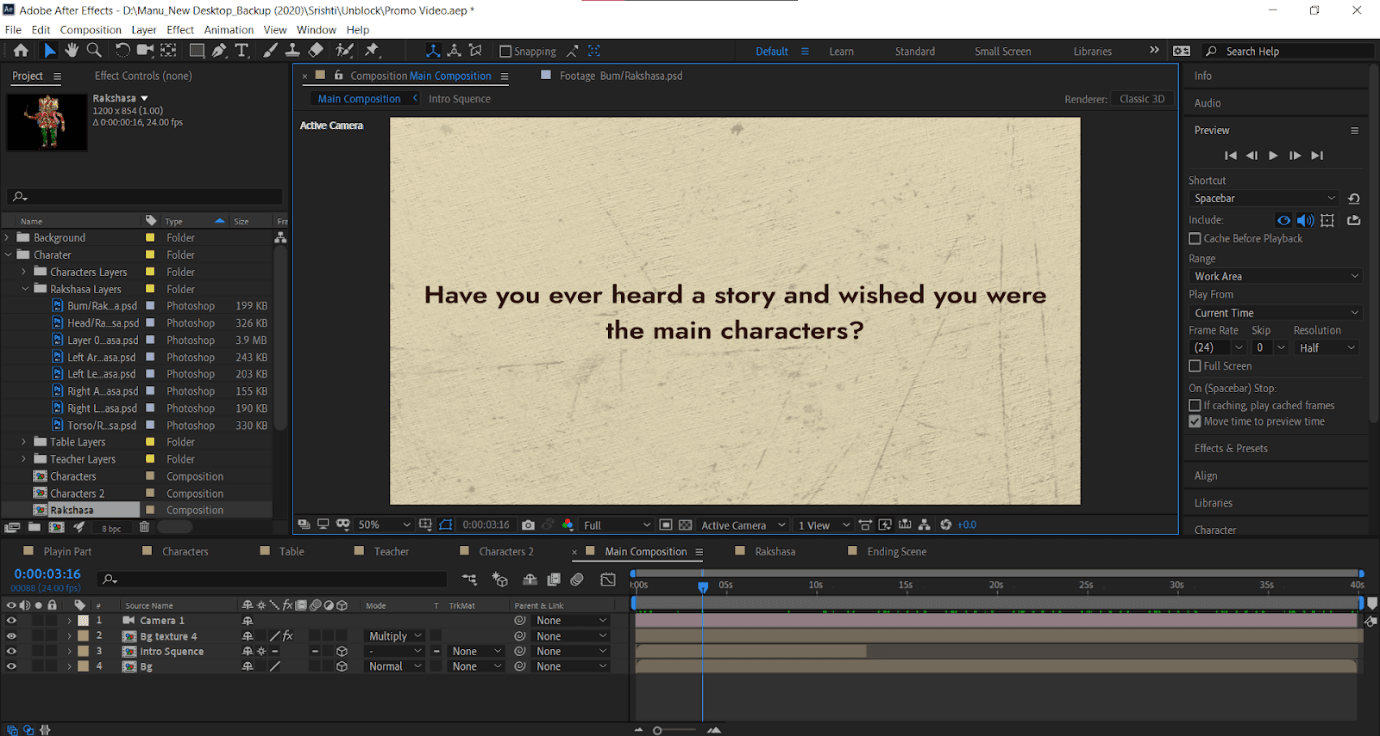 Adobe After Effects - D:\Manu_New Desktop_Backup (2020)\Srishti\Unblock\Promo Video.aep *
File Edit Composition Layer Effect Animation View Window Help
Snapping Default Learn Standard Small Screen Libraries Search Help
Project Effect Controls (none)
Rakshasa
1200 x 854 (1.00)
Δ 0:00:00:16, 24.00 fps
Name Type Size Fr
Background Folder
Charater Folder
Characters Layers Folder
Rakshasa Layers Folder
Bum/Rak...a.psd Photoshop 199 KB
Head/Ra...sa.psd Photoshop 326 KB
Layer 0...asa.psd Photoshop 3.9 MB
Left Ar...asa.psd Photoshop 243 KB
Left Le...asa.psd Photoshop 203 KB
Right A...asa.psd Photoshop 155 KB
Right L...asa.psd Photoshop 190 KB
Torso/R...sa.psd Photoshop 330 KB
Table Layers Folder
Teacher Layers Folder
Characters Composition
Characters 2 Composition
Rakshasa Composition
8 bpc
Composition Main Composition Footage Bum/Rakshasa.psd
Main Composition Intro Squence Renderer: Classic 3D
Active Camera
Have you ever heard a story and wished you were
the main characters?
50% 0:00:03:16 Full Active Camera 1 View +0.0
Info
Audio
Preview
Shortcut
Spacebar
Include:
Cache Before Playback
Range
Work Area
Play From
Current Time
Frame Rate Skip Resolution
(24) 0 Half
Full Screen
On (Spacebar) Stop:
If caching, play cached frames
Move time to preview time
Effects & Presets
Align
Libraries
Character
Playin Part Characters Table Teacher Characters 2 Main Composition Rakshasa Ending Scene
0:00:03:16
00088 (24.00 fps)
:00s 05s 10s 15s 20s 25s 30s 35s 40s
# Source Name fx Mode T TrkMat Parent & Link
1 Camera 1 None
2 Bg texture 4 fx Multiply None
3 Intro Squence - None None
4 Bg Normal None None